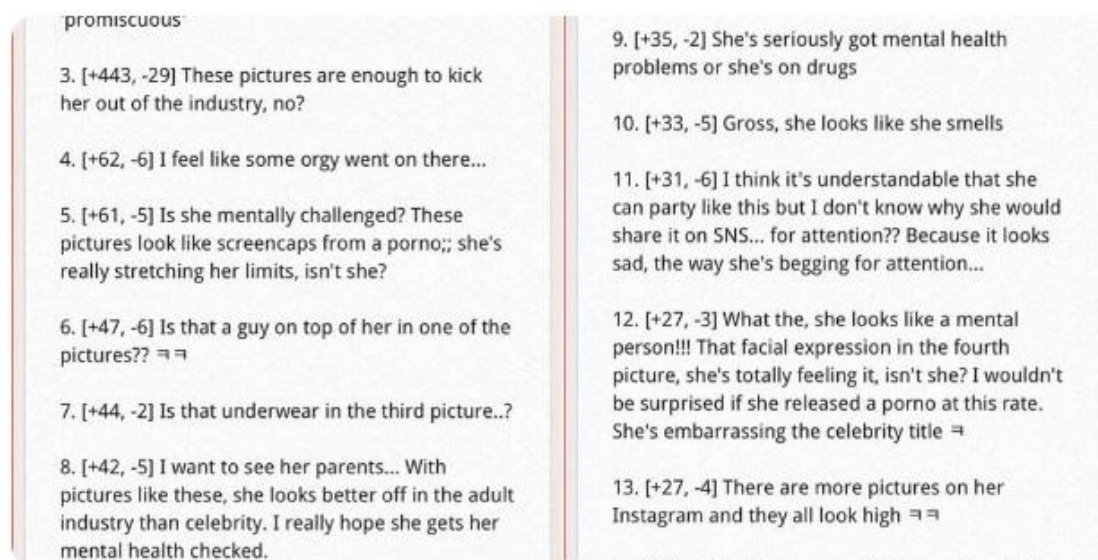 'promiscuous'
3. [+443, -29] These pictures are enough to kick
her out of the industry, no?
4. [+62, -6] I feel like some orgy went on there...
5. [+61, -5] Is she mentally challenged? These
pictures look like screencaps from a porno;; she's
really stretching her limits, isn't she?
6. [+47, -6] Is that a guy on top of her in one of the
pictures?? ㅋㅋ
7. [+44, -2] Is that underwear in the third picture..?
8. [+42, -5] I want to see her parents... With
pictures like these, she looks better off in the adult
industry than celebrity. I really hope she gets her
mental health checked.
9. [+35, -2] She's seriously got mental health
problems or she's on drugs
10. [+33, -5] Gross, she looks like she smells
11. [+31, -6] I think it's understandable that she
can party like this but I don't know why she would
share it on SNS... for attention?? Because it looks
sad, the way she's begging for attention...
12. [+27, -3] What the, she looks like a mental
person!!! That facial expression in the fourth
picture, she's totally feeling it, isn't she? I wouldn't
be surprised if she released a porno at this rate.
She's embarrassing the celebrity title ㅋ
13. [+27, -4] There are more pictures on her
Instagram and they all look high ㅋㅋ